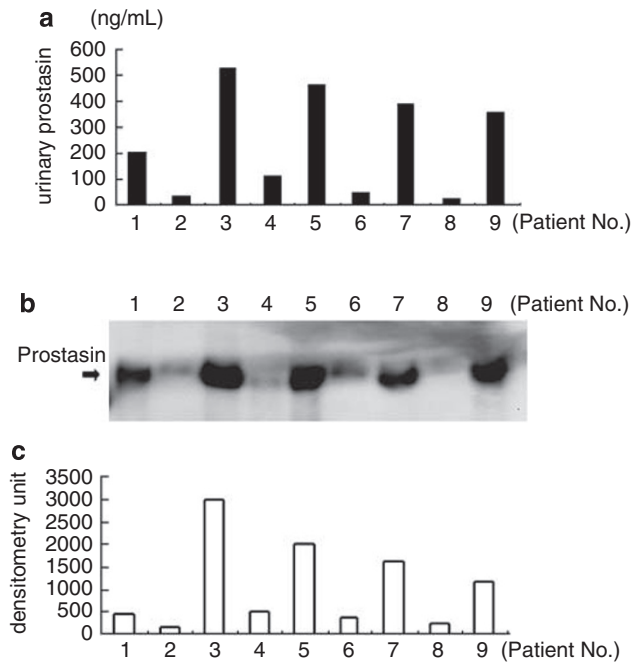 a (ng/mL)
urinary prostasin
600
500
400
300
200
100
0
1 2 3 4 5 6 7 8 9 (Patient No.)
b 1 2 3 4 5 6 7 8 9 (Patient No.)
Prostasin
c
densitometry unit
3500
3000
2500
2000
1500
1000
500
0
1 2 3 4 5 6 7 8 9 (Patient No.)